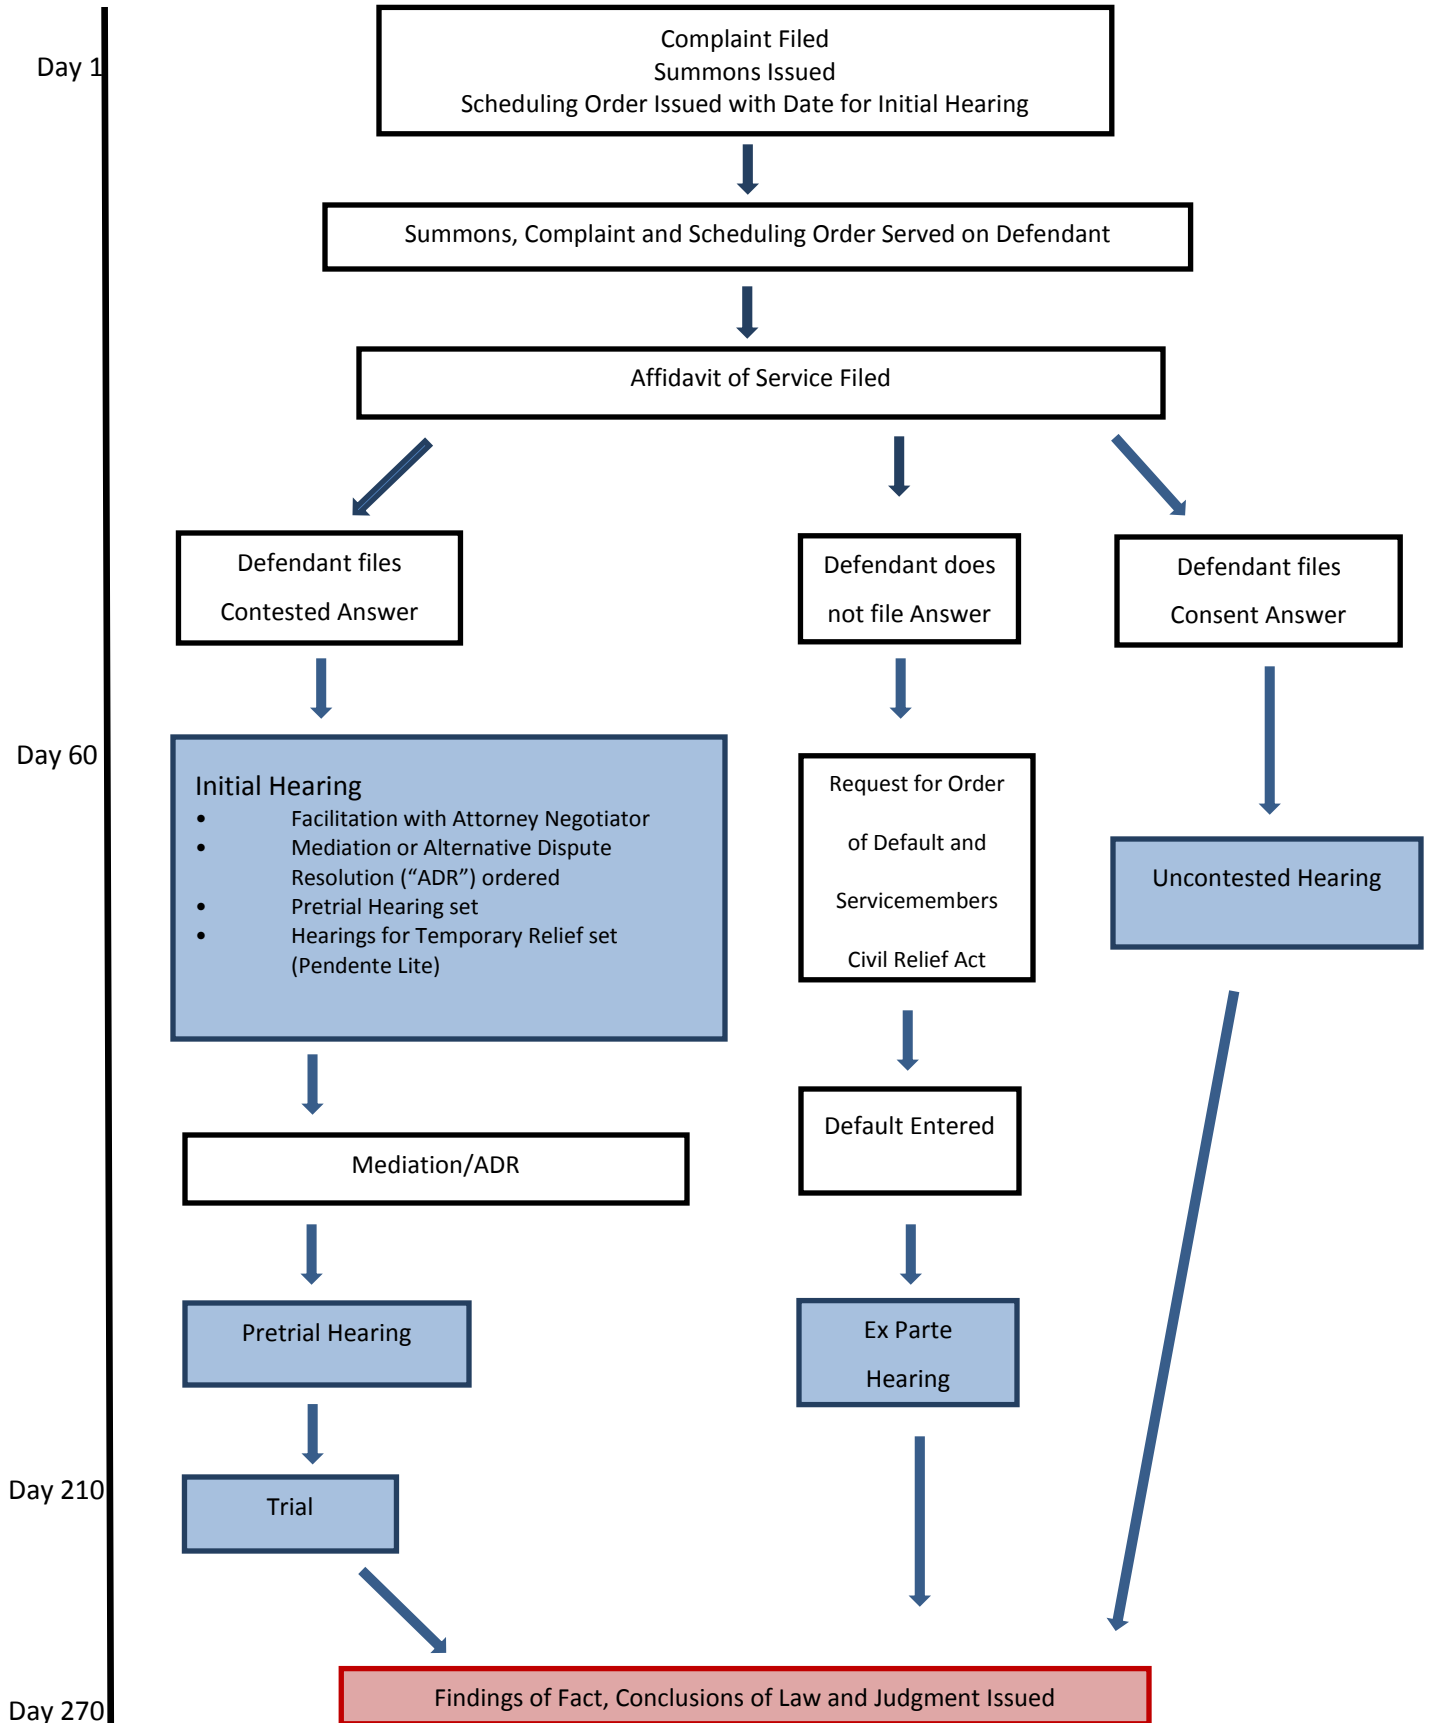 Day 1
Complaint Filed
Summons Issued
Scheduling Order Issued with Date for Initial Hearing
Summons, Complaint and Scheduling Order Served on Defendant
Affidavit of Service Filed
Defendant files
Contested Answer
Defendant does
not file Answer
Defendant files
Consent Answer
Day 60
Initial Hearing
• Facilitation with Attorney Negotiator
• Mediation or Alternative Dispute
Resolution (“ADR”) ordered
• Pretrial Hearing set
• Hearings for Temporary Relief set
(Pendente Lite)
Request for Order
of Default and
Servicemembers
Civil Relief Act
Uncontested Hearing
Mediation/ADR
Default Entered
Pretrial Hearing
Ex Parte
Hearing
Day 210
Trial
Findings of Fact, Conclusions of Law and Judgment Issued
Day 270